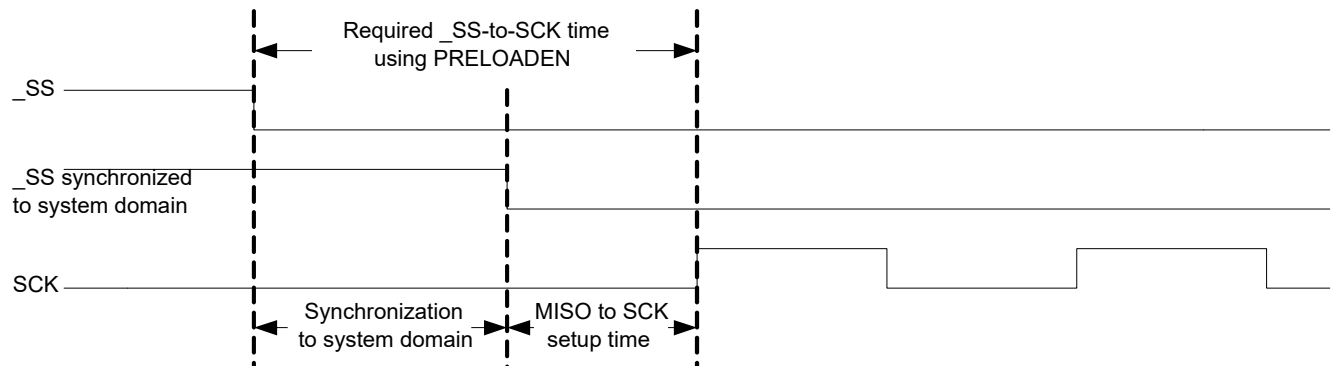 Required _SS-to-SCK time
using PRELOADEN
_SS
_SS synchronized
to system domain
SCK
Synchronization
to system domain
MISO to SCK
setup time